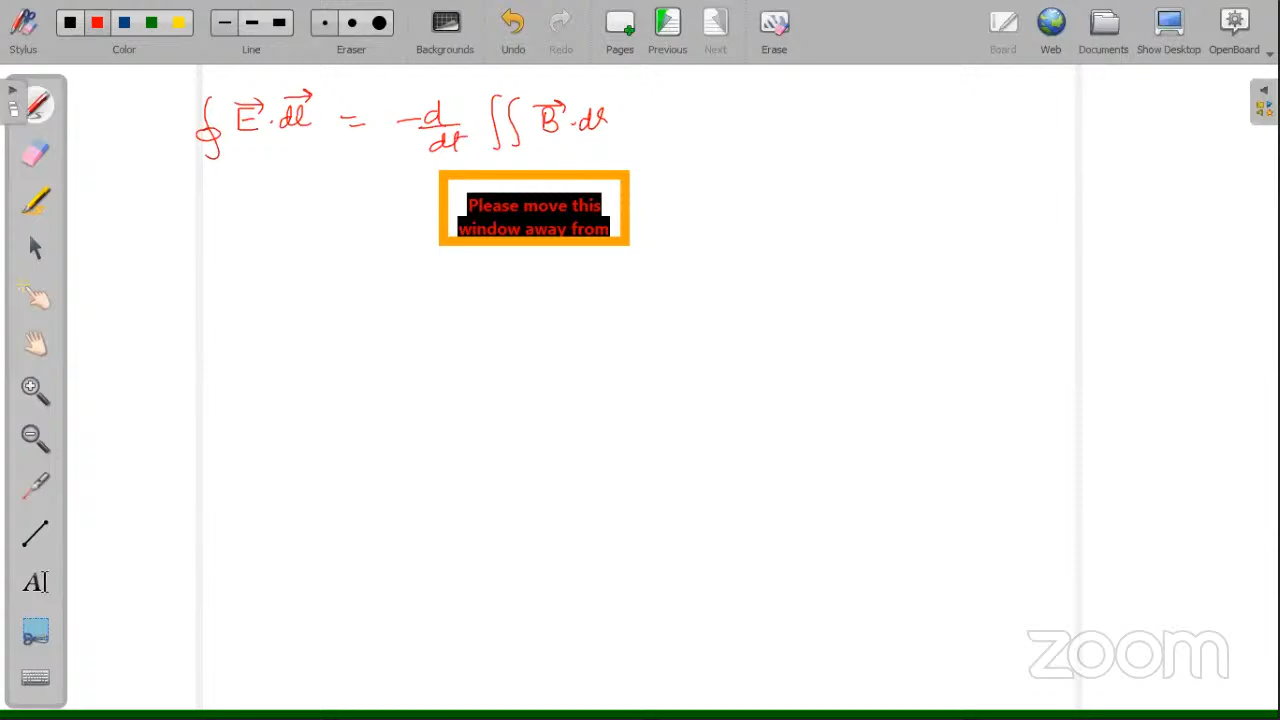 Stylus
Color
Line
Eraser
Backgrounds
Undo
Redo
Pages
Previous
Next
Erase
Board
Web
Documents
Show Desktop
OpenBoard
∮ E⃗ · dl⃗ = -d/dt ∬ B⃗ ·
Please move this
window away from
A
zoom